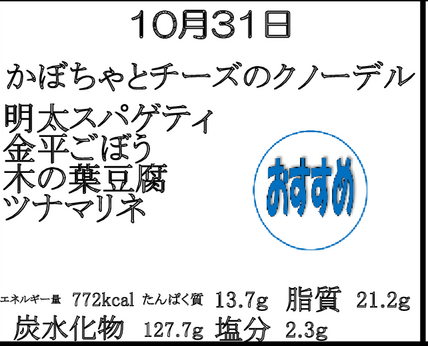 10月31日
かぼちゃとチーズのクノーデル
明太スパゲティ
金平ごぼう
木の葉豆腐
ツナマリネ
おすすめ
エネルギー量 772kcal たんぱく質 13.7g 脂質 21.2g
炭水化物 127.7g 塩分 2.3g